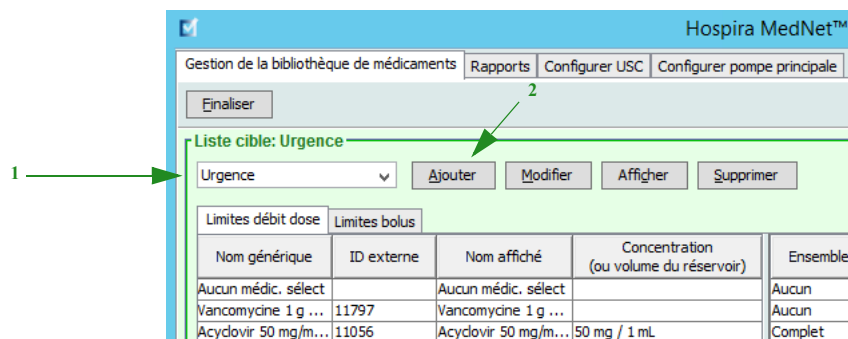 Hospira MedNet™
Gestion de la bibliothèque de médicaments Rapports Configurer USC Configurer pompe principale
Finaliser
2
Liste cible: Urgence
1
Urgence Ajouter Modifier Afficher Supprimer
Limites débit dose Limites bolus
Nom générique ID externe Nom affiché Concentration (ou volume du réservoir) Ensemble
Aucun médic. sélect Aucun médic. sélect Aucun
Vancomycine 1 g ... 11797 Vancomycine 1 g ... Aucun
Acyclovir 50 mg/m... 11056 Acyclovir 50 mg/m... 50 mg / 1 mL Complet